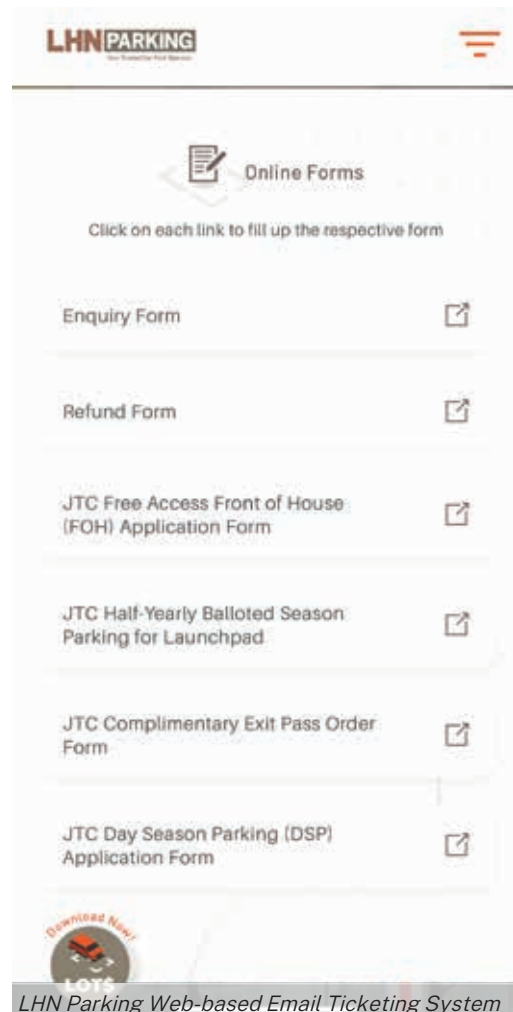 LHN PARKING
Online Forms
Click on each link to fill up the respective form
Enquiry Form
Refund Form
JTC Free Access Front of House
(FOH) Application Form
JTC Half-Yearly Balloted Season
Parking for Launchpad
JTC Complimentary Exit Pass Order
Form
JTC Day Season Parking (DSP)
Application Form
Download Now!
LOTS
LHN Parking Web-based Email Ticketing System